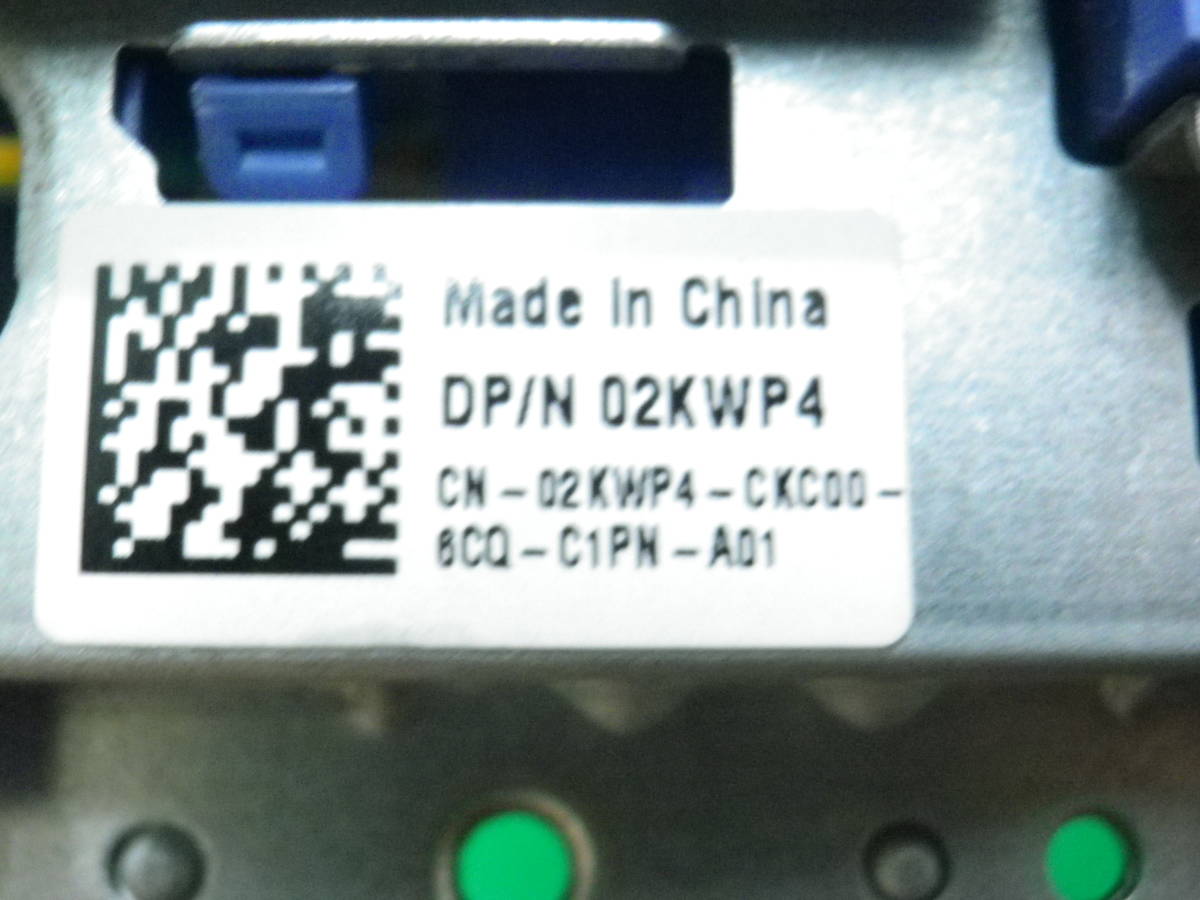 Made In China
DP/N 02KWP4
CN-02KWP4-CKC00-
6CQ-C1PN-A01